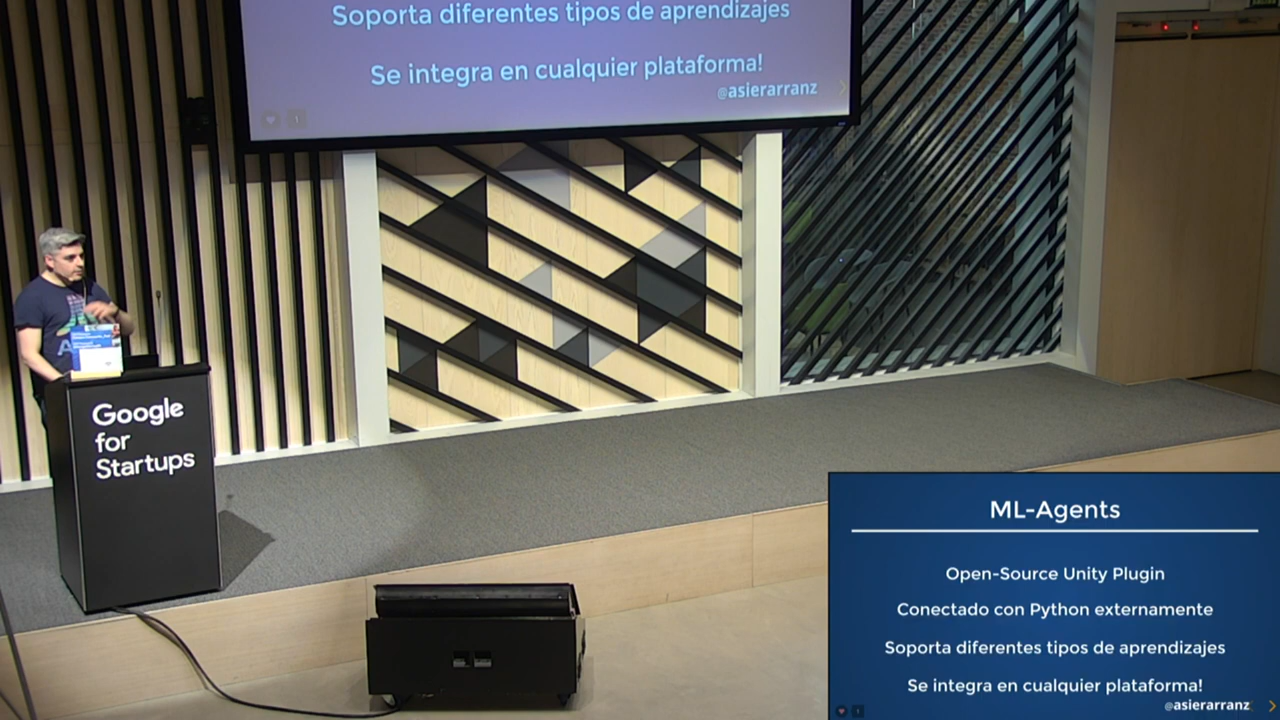 Soporta diferentes tipos de aprendizajes
Se integra en cualquier plataforma!
@asierarranz
Google
for
Startups
ML-Agents
Open-Source Unity Plugin
Conectado con Python externamente
Soporta diferentes tipos de aprendizajes
Se integra en cualquier plataforma!
@asierarranz